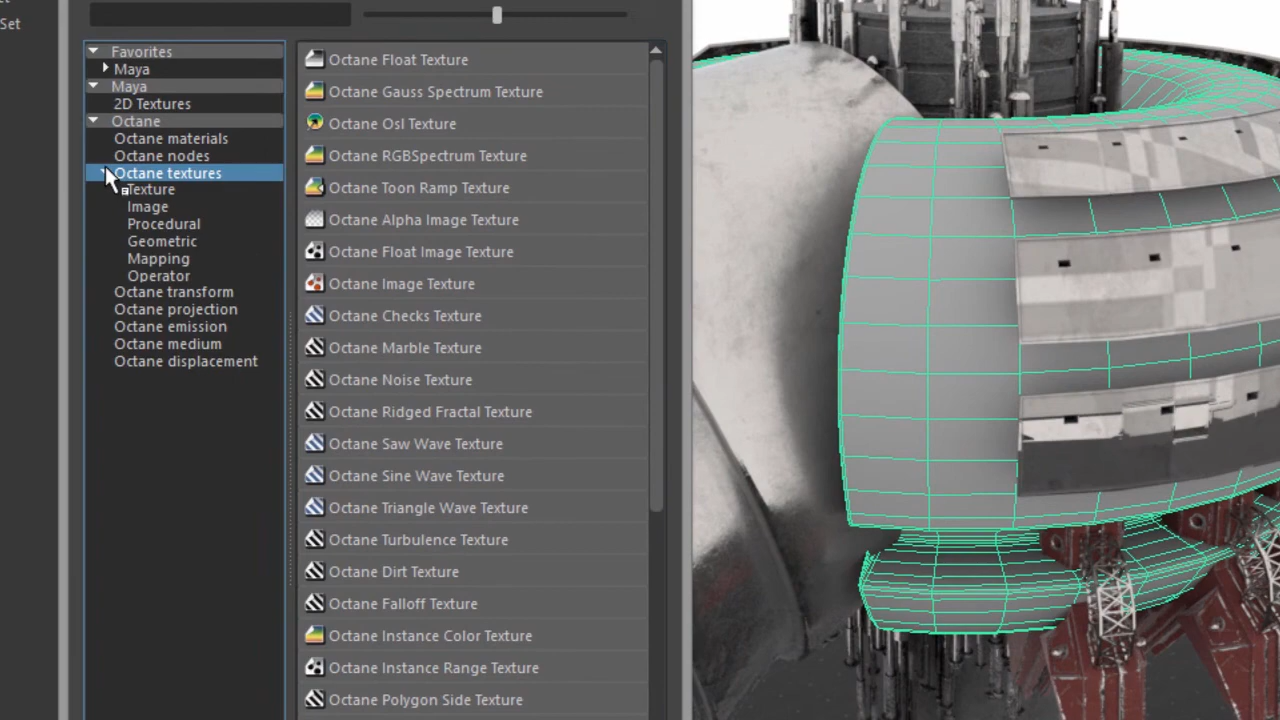 Set
Favorites
Maya
Maya
2D Textures
Octane
Octane materials
Octane nodes
Octane textures
Texture
Image
Procedural
Geometric
Mapping
Operator
Octane transform
Octane projection
Octane emission
Octane medium
Octane displacement
Octane Float Texture
Octane Gauss Spectrum Texture
Octane Osl Texture
Octane RGBSpectrum Texture
Octane Toon Ramp Texture
Octane Alpha Image Texture
Octane Float Image Texture
Octane Image Texture
Octane Checks Texture
Octane Marble Texture
Octane Noise Texture
Octane Ridged Fractal Texture
Octane Saw Wave Texture
Octane Sine Wave Texture
Octane Triangle Wave Texture
Octane Turbulence Texture
Octane Dirt Texture
Octane Falloff Texture
Octane Instance Color Texture
Octane Instance Range Texture
Octane Polygon Side Texture